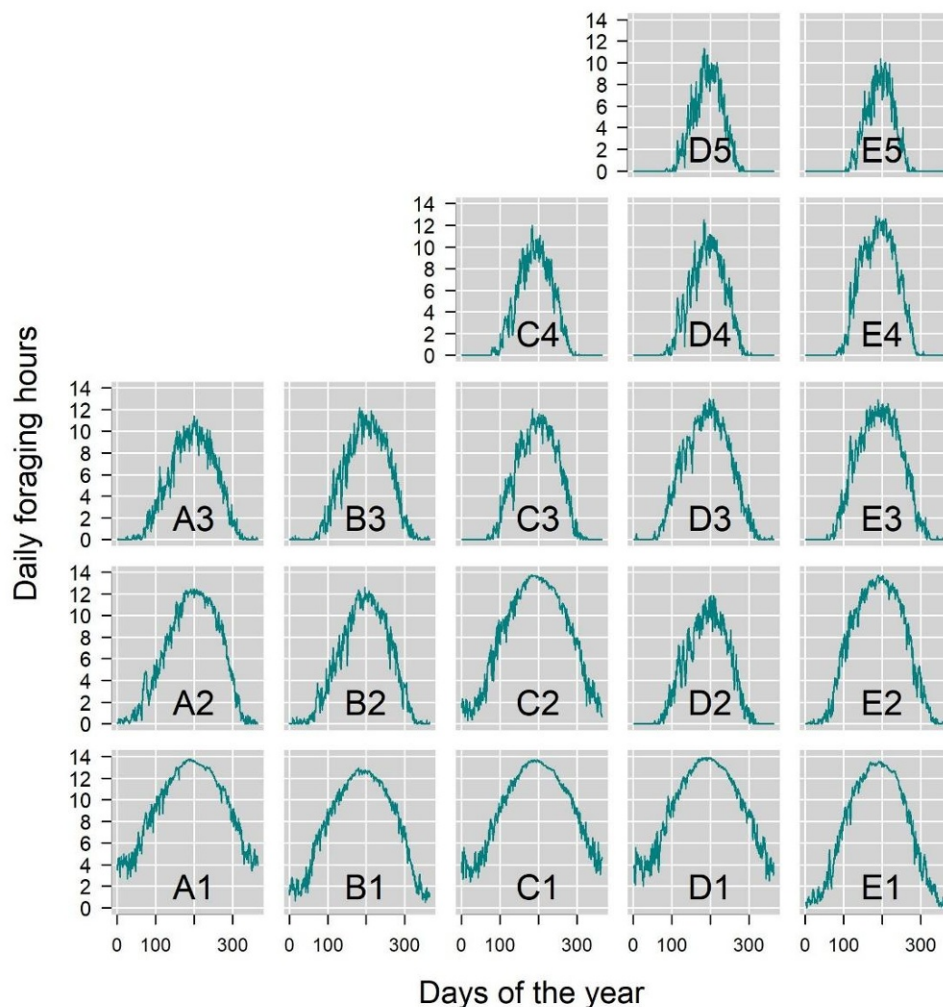 14
12
10
8
6
4
2
0
D5
E5
14
12
10
8
6
4
2
0
C4
D4
E4
Daily foraging hours
14
12
10
8
6
4
2
0
A3
B3
C3
D3
E3
14
12
10
8
6
4
2
0
A2
B2
C2
D2
E2
14
12
10
8
6
4
2
0
A1
B1
C1
D1
E1
0 100 300 0 100 300 0 100 300 0 100 300 0 100 300
Days of the year